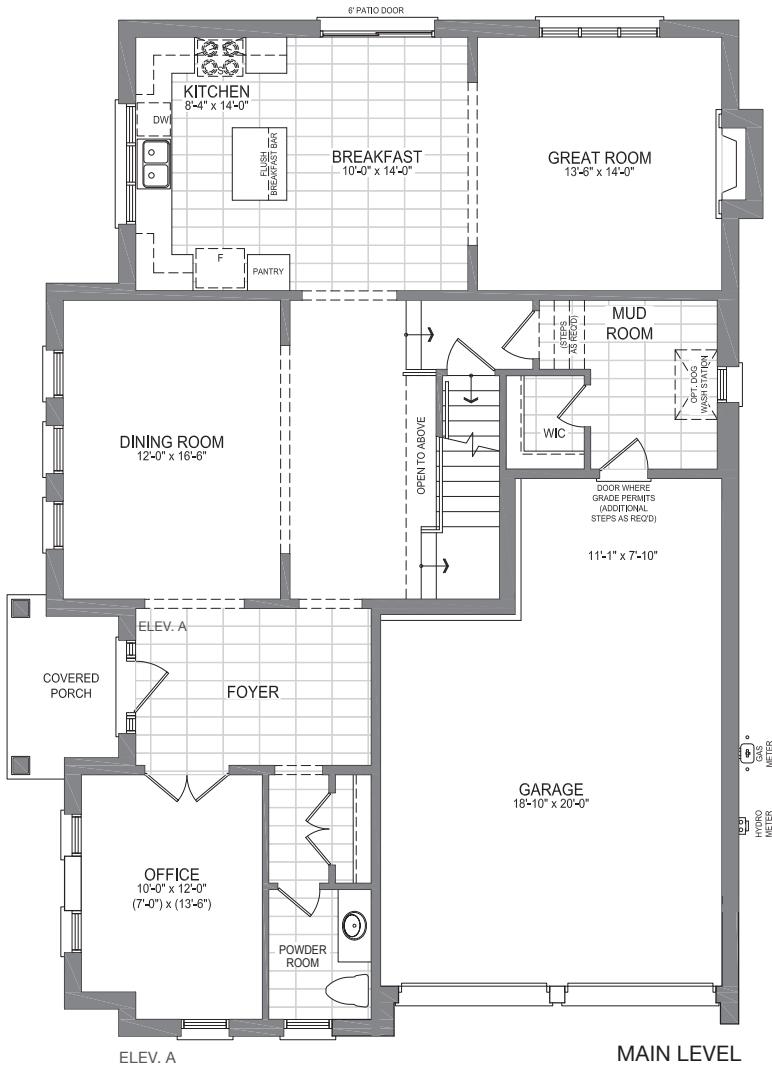 6' PATIO DOOR
KITCHEN
8'-4" x 14'-0"
DW
FLUSH
BREAKFAST BAR
BREAKFAST
10'-0" x 14'-0"
GREAT ROOM
13'-6" x 14'-0"
F
PANTRY
MUD
ROOM
(STEPS
AS REQ'D)
OPT. DOG
WASH STATION
WIC
DINING ROOM
12'-0" x 16'-6"
OPEN TO ABOVE
DOOR WHERE
GRADE PERMITS
(ADDITIONAL
STEPS AS REQ'D)
11'-1" x 7'-10"
ELEV. A
COVERED
PORCH
FOYER
GAS
METER
HYDRO
METER
GARAGE
18'-10" x 20'-0"
OFFICE
10'-0" x 12'-0"
(7'-0") x (13'-6")
POWDER
ROOM
ELEV. A
MAIN LEVEL